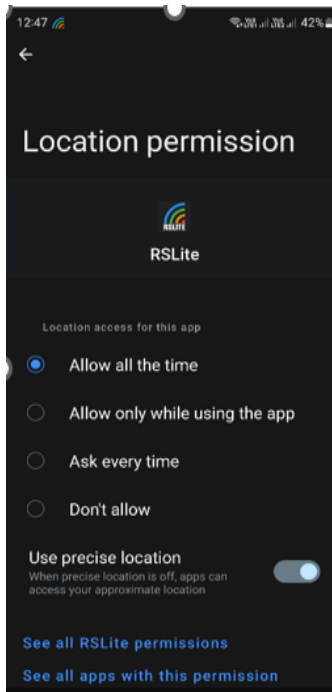 12:47
42%
Location permission
RSLITE
RSLite
Location access for this app
Allow all the time
Allow only while using the app
Ask every time
Don't allow
Use precise location
When precise location is off, apps can
access your approximate location
See all RSLite permissions
See all apps with this permission